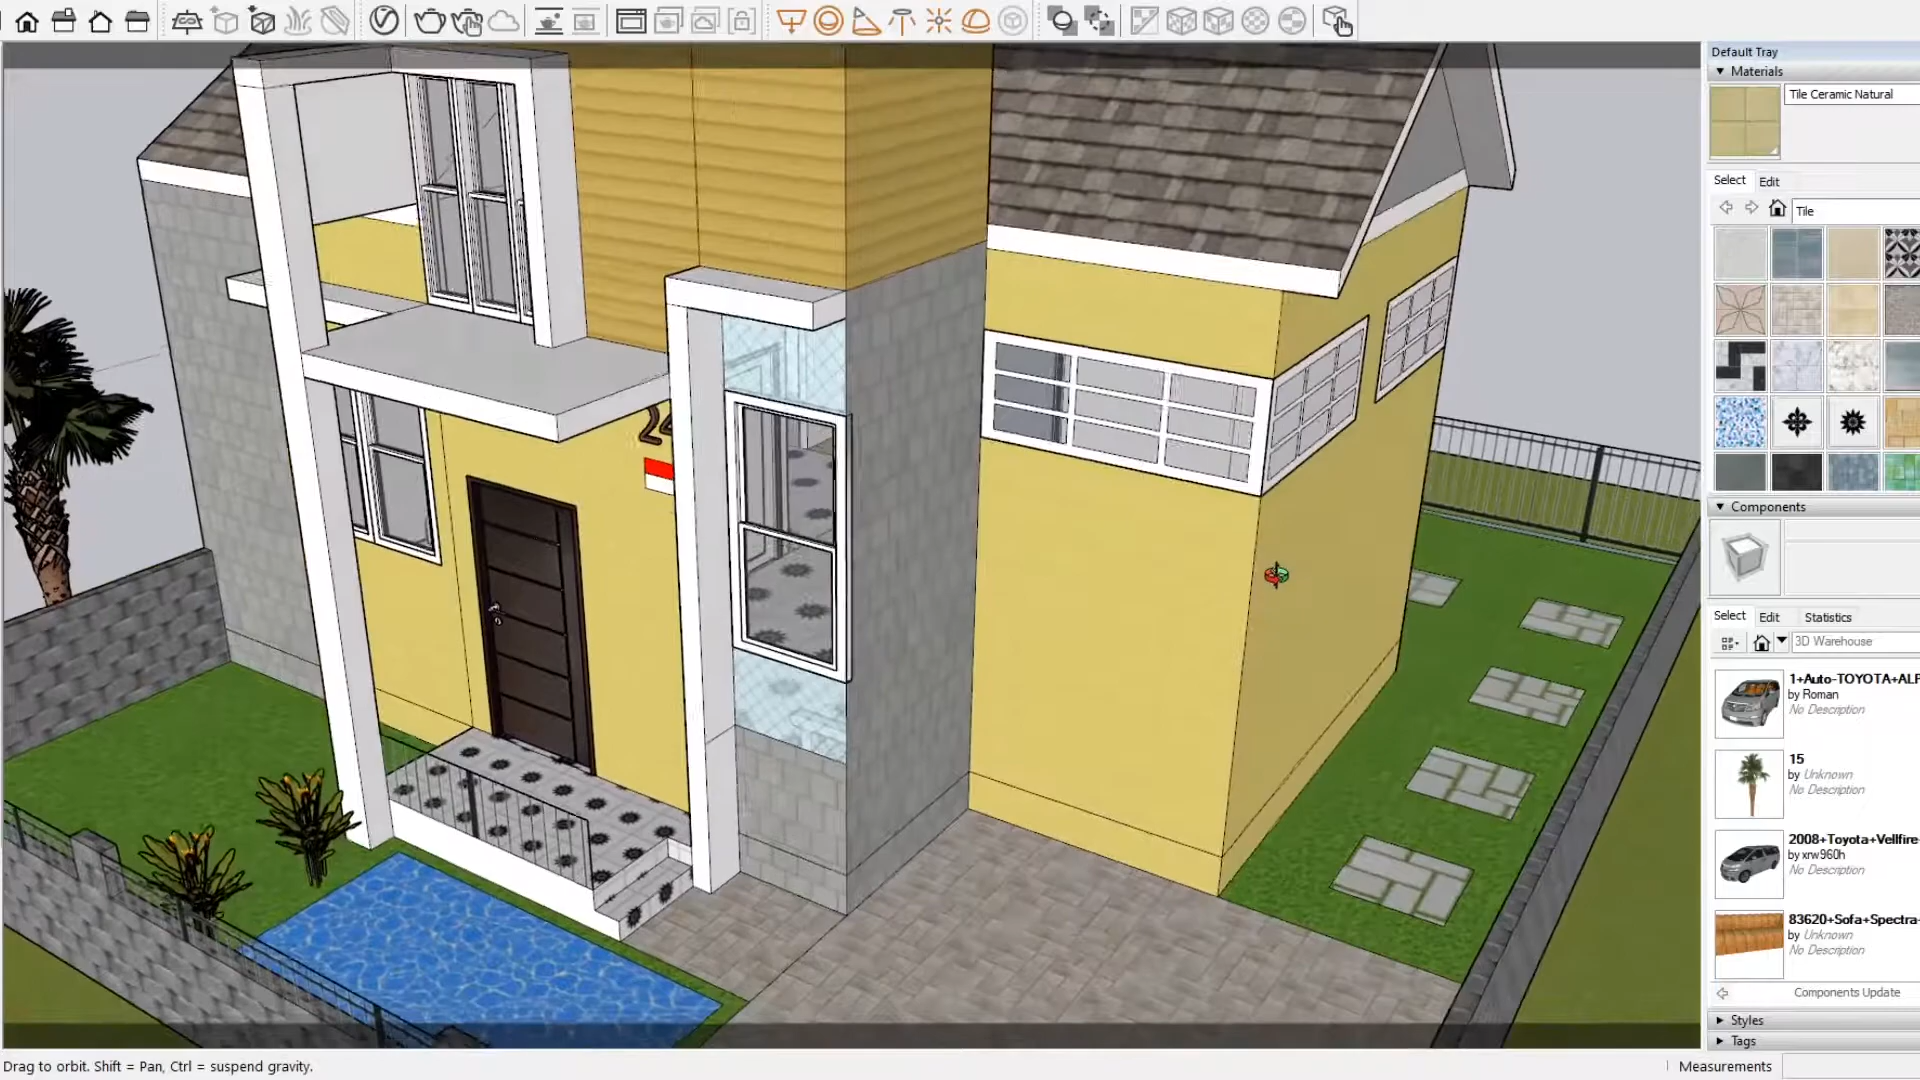 Default Tray
▼ Materials
Tile Ceramic Natural
Select Edit
Tile
24
▼ Components
Select Edit Statistics
3D Warehouse
1+Auto-TOYOTA+ALF
by Roman
No Description
15
by Unknown
No Description
2008+Toyota+Vellfire
by xrw960h
No Description
83620+Sofa+Spectra
by Unknown
No Description
Components Update
► Styles
► Tags
Drag to orbit. Shift = Pan, Ctrl = suspend gravity.
Measurements